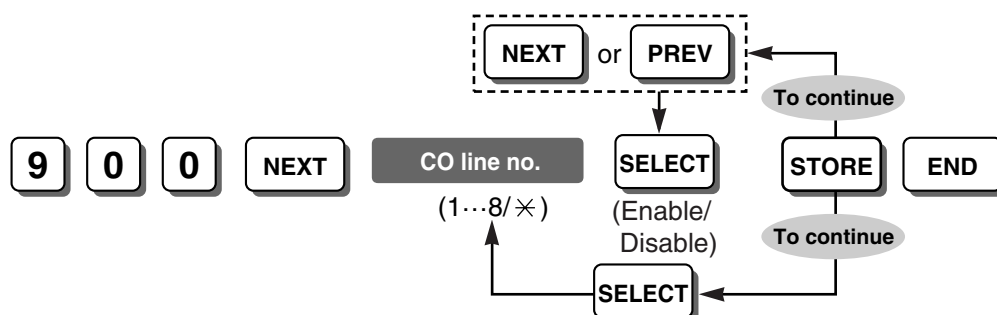 NEXT or PREV
To continue
9 0 0 NEXT CO line no. SELECT STORE END
(1···8/✳)
(Enable/
Disable)
To continue
SELECT